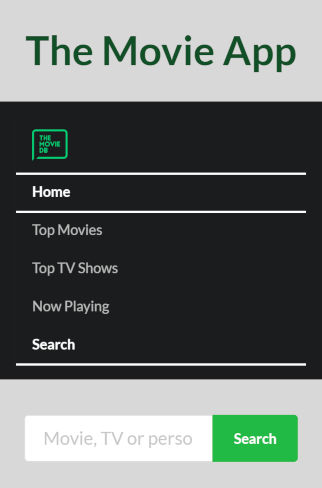 The Movie App
THE
MOVIE
DB
Home
Top Movies
Top TV Shows
Now Playing
Search
Movie, TV or perso
Search